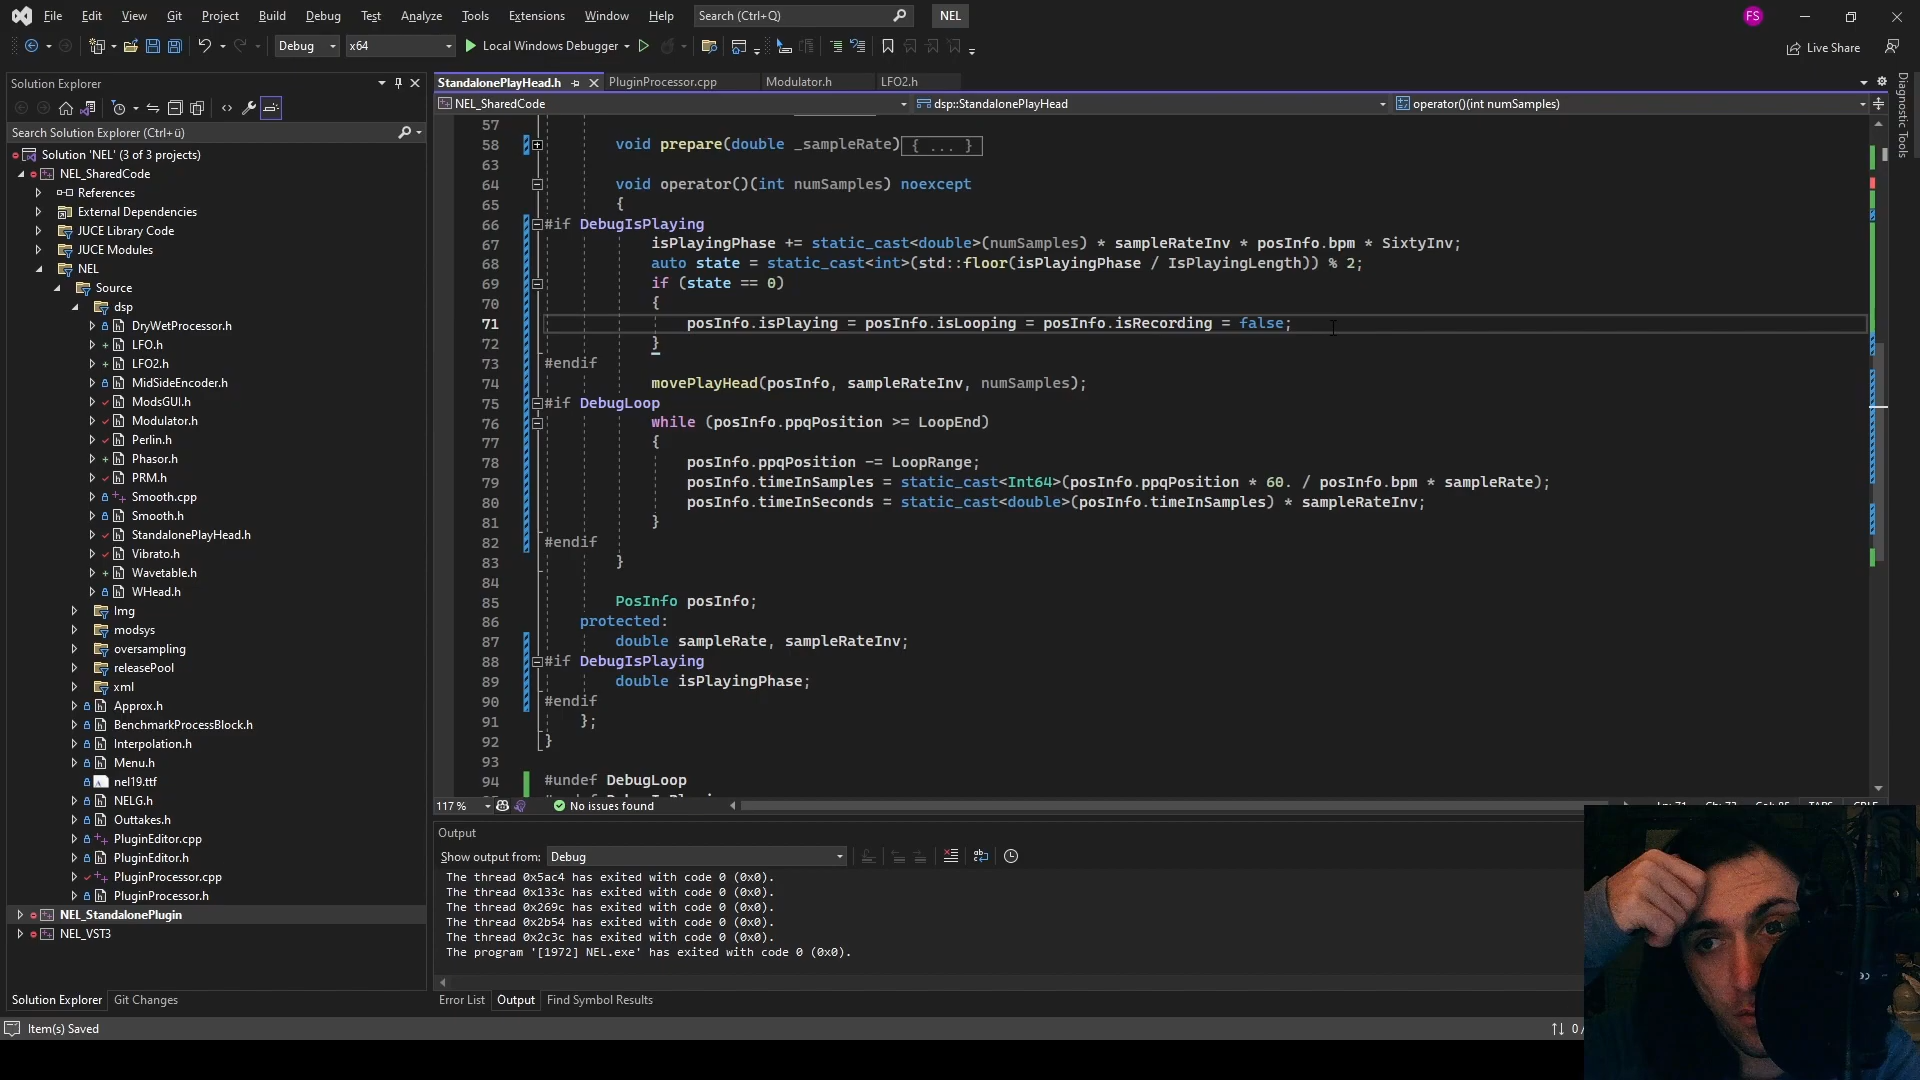 File Edit View Git Project Build Debug Test Analyze Tools Extensions Window Help Search (Ctrl+Q) NEL FS
Debug x64 Local Windows Debugger Live Share
Solution Explorer
Search Solution Explorer (Ctrl+ü)
Solution 'NEL' (3 of 3 projects)
NEL_SharedCode
References
External Dependencies
JUCE Library Code
JUCE Modules
NEL
Source
dsp
DryWetProcessor.h
LFO.h
LFO2.h
MidSideEncoder.h
ModsGUI.h
Modulator.h
Perlin.h
Phasor.h
PRM.h
Smooth.cpp
Smooth.h
StandalonePlayHead.h
Vibrato.h
Wavetable.h
WHead.h
Img
modsys
oversampling
releasePool
xml
Approx.h
BenchmarkProcessBlock.h
Interpolation.h
Menu.h
nel19.ttf
NELG.h
Outtakes.h
PluginEditor.cpp
PluginEditor.h
PluginProcessor.cpp
PluginProcessor.h
NEL_StandalonePlugin
NEL_VST3
Solution Explorer Git Changes
StandalonePlayHead.h PluginProcessor.cpp Modulator.h LFO2.h
NEL_SharedCode dsp::StandalonePlayHead operator()(int numSamples)
57
58 void prepare(double _sampleRate) { ... }
63
64 void operator()(int numSamples) noexcept
65 {
66 #if DebugIsPlaying
67 isPlayingPhase += static_cast<double>(numSamples) * sampleRateInv * posInfo.bpm * SixtyInv;
68 auto state = static_cast<int>(std::floor(isPlayingPhase / IsPlayingLength)) % 2;
69 if (state == 0)
70 {
71 posInfo.isPlaying = posInfo.isLooping = posInfo.isRecording = false;
72 }
73 #endif
74 movePlayHead(posInfo, sampleRateInv, numSamples);
75 #if DebugLoop
76 while (posInfo.ppqPosition >= LoopEnd)
77 {
78 posInfo.ppqPosition -= LoopRange;
79 posInfo.timeInSamples = static_cast<Int64>(posInfo.ppqPosition * 60. / posInfo.bpm * sampleRate);
80 posInfo.timeInSeconds = static_cast<double>(posInfo.timeInSamples) * sampleRateInv;
81 }
82 #endif
83 }
84
85 PosInfo posInfo;
86 protected:
87 double sampleRate, sampleRateInv;
88 #if DebugIsPlaying
89 double isPlayingPhase;
90 #endif
91 };
92 }
93
94 #undef DebugLoop
117 % No issues found
Output
Show output from: Debug
The thread 0x5ac4 has exited with code 0 (0x0).
The thread 0x133c has exited with code 0 (0x0).
The thread 0x269c has exited with code 0 (0x0).
The thread 0x2b54 has exited with code 0 (0x0).
The thread 0x2c3c has exited with code 0 (0x0).
The program '[1972] NEL.exe' has exited with code 0 (0x0).
Error List Output Find Symbol Results
Diagnostic Tools
Item(s) Saved
0